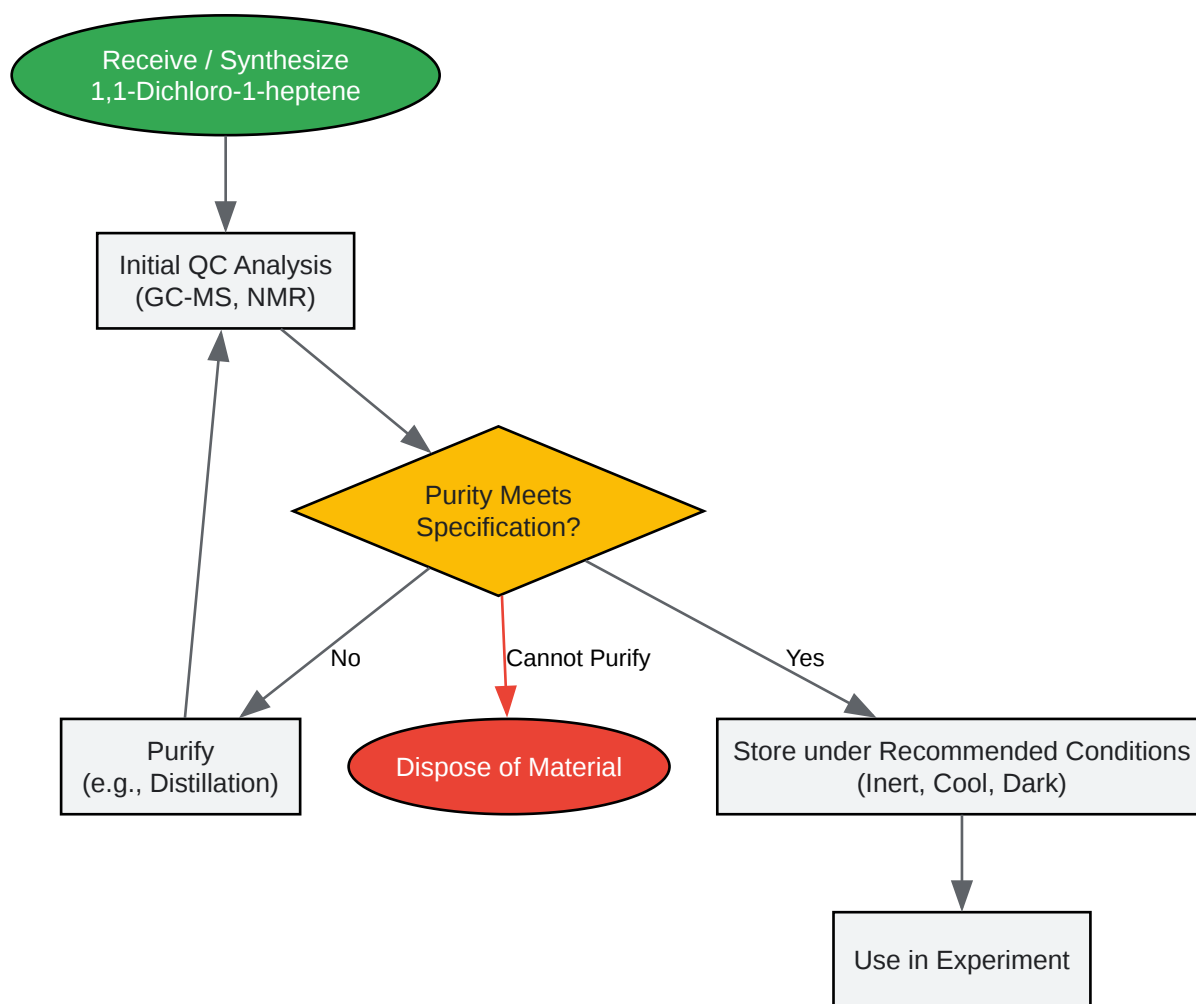 Receive / Synthesize
1,1-Dichloro-1-heptene
Initial QC Analysis
(GC-MS, NMR)
Purity Meets
Specification?
No
Cannot Purify
Yes
Purify
(e.g., Distillation)
Dispose of Material
Store under Recommended Conditions
(Inert, Cool, Dark)
Use in Experiment